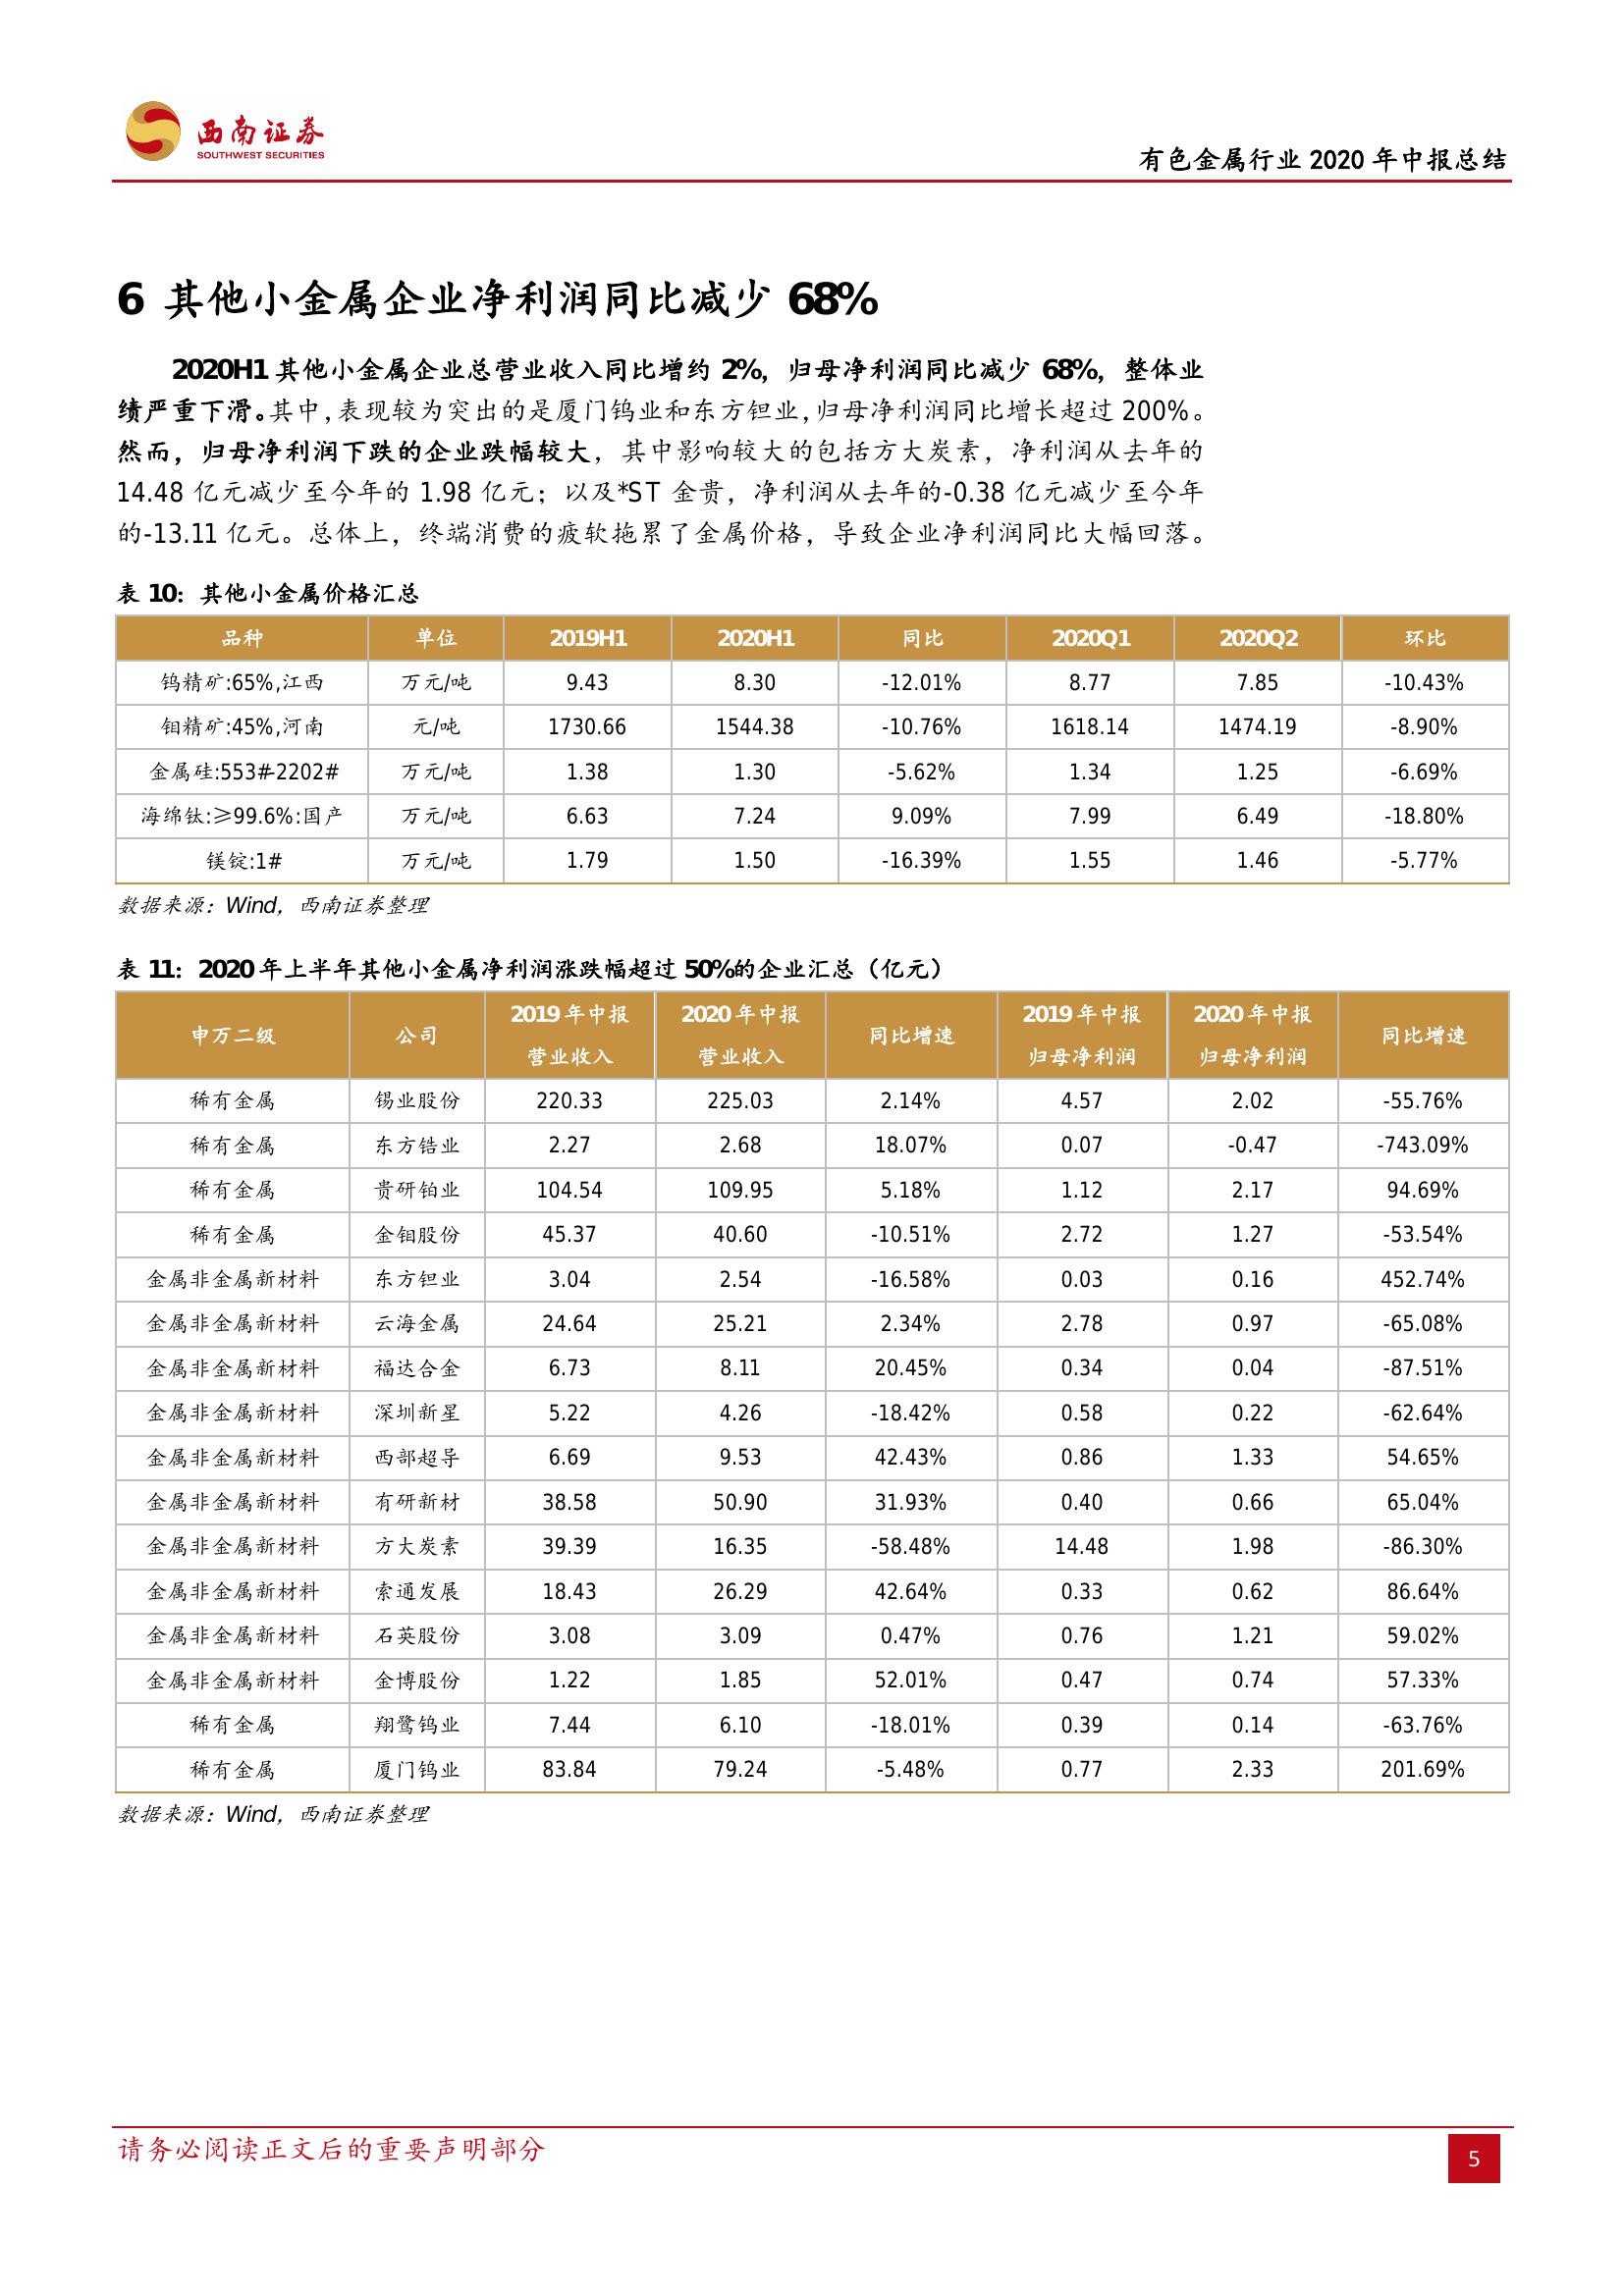 西南证券
SOUTHWEST SECURITIES
有色金属行业 2020 年中报总结
6 其他小金属企业净利润同比减少 68%
2020H1 其他小金属企业总营业收入同比增约 2%，归母净利润同比减少 68%，整体业
绩严重下滑。其中，表现较为突出的是厦门钨业和东方钽业，归母净利润同比增长超过 200%。
然而，归母净利润下跌的企业跌幅较大，其中影响较大的包括方大炭素，净利润从去年的
14.48 亿元减少至今年的 1.98 亿元；以及*ST 金贵，净利润从去年的-0.38 亿元减少至今年
的-13.11 亿元。总体上，终端消费的疲软拖累了金属价格，导致企业净利润同比大幅回落。
表 10：其他小金属价格汇总
品种 单位 2019H1 2020H1 同比 2020Q1 2020Q2 环比
钨精矿:65%,江西 万元/吨 9.43 8.30 -12.01% 8.77 7.85 -10.43%
钼精矿:45%,河南 元/吨 1730.66 1544.38 -10.76% 1618.14 1474.19 -8.90%
金属硅:553#-2202# 万元/吨 1.38 1.30 -5.62% 1.34 1.25 -6.69%
海绵钛:≥99.6%:国产 万元/吨 6.63 7.24 9.09% 7.99 6.49 -18.80%
镁锭:1# 万元/吨 1.79 1.50 -16.39% 1.55 1.46 -5.77%
数据来源：Wind，西南证券整理
表 11：2020 年上半年其他小金属净利润涨跌幅超过 50%的企业汇总（亿元）
申万二级 公司 2019 年中报 2020 年中报 同比增速 2019 年中报 2020 年中报 同比增速
营业收入 营业收入 归母净利润 归母净利润
稀有金属 锡业股份 220.33 225.03 2.14% 4.57 2.02 -55.76%
稀有金属 东方锆业 2.27 2.68 18.07% 0.07 -0.47 -743.09%
稀有金属 贵研铂业 104.54 109.95 5.18% 1.12 2.17 94.69%
稀有金属 金钼股份 45.37 40.60 -10.51% 2.72 1.27 -53.54%
金属非金属新材料 东方钽业 3.04 2.54 -16.58% 0.03 0.16 452.74%
金属非金属新材料 云海金属 24.64 25.21 2.34% 2.78 0.97 -65.08%
金属非金属新材料 福达合金 6.73 8.11 20.45% 0.34 0.04 -87.51%
金属非金属新材料 深圳新星 5.22 4.26 -18.42% 0.58 0.22 -62.64%
金属非金属新材料 西部超导 6.69 9.53 42.43% 0.86 1.33 54.65%
金属非金属新材料 有研新材 38.58 50.90 31.93% 0.40 0.66 65.04%
金属非金属新材料 方大炭素 39.39 16.35 -58.48% 14.48 1.98 -86.30%
金属非金属新材料 索通发展 18.43 26.29 42.64% 0.33 0.62 86.64%
金属非金属新材料 石英股份 3.08 3.09 0.47% 0.76 1.21 59.02%
金属非金属新材料 金博股份 1.22 1.85 52.01% 0.47 0.74 57.33%
稀有金属 翔鹭钨业 7.44 6.10 -18.01% 0.39 0.14 -63.76%
稀有金属 厦门钨业 83.84 79.24 -5.48% 0.77 2.33 201.69%
数据来源：Wind，西南证券整理
请务必阅读正文后的重要声明部分
5